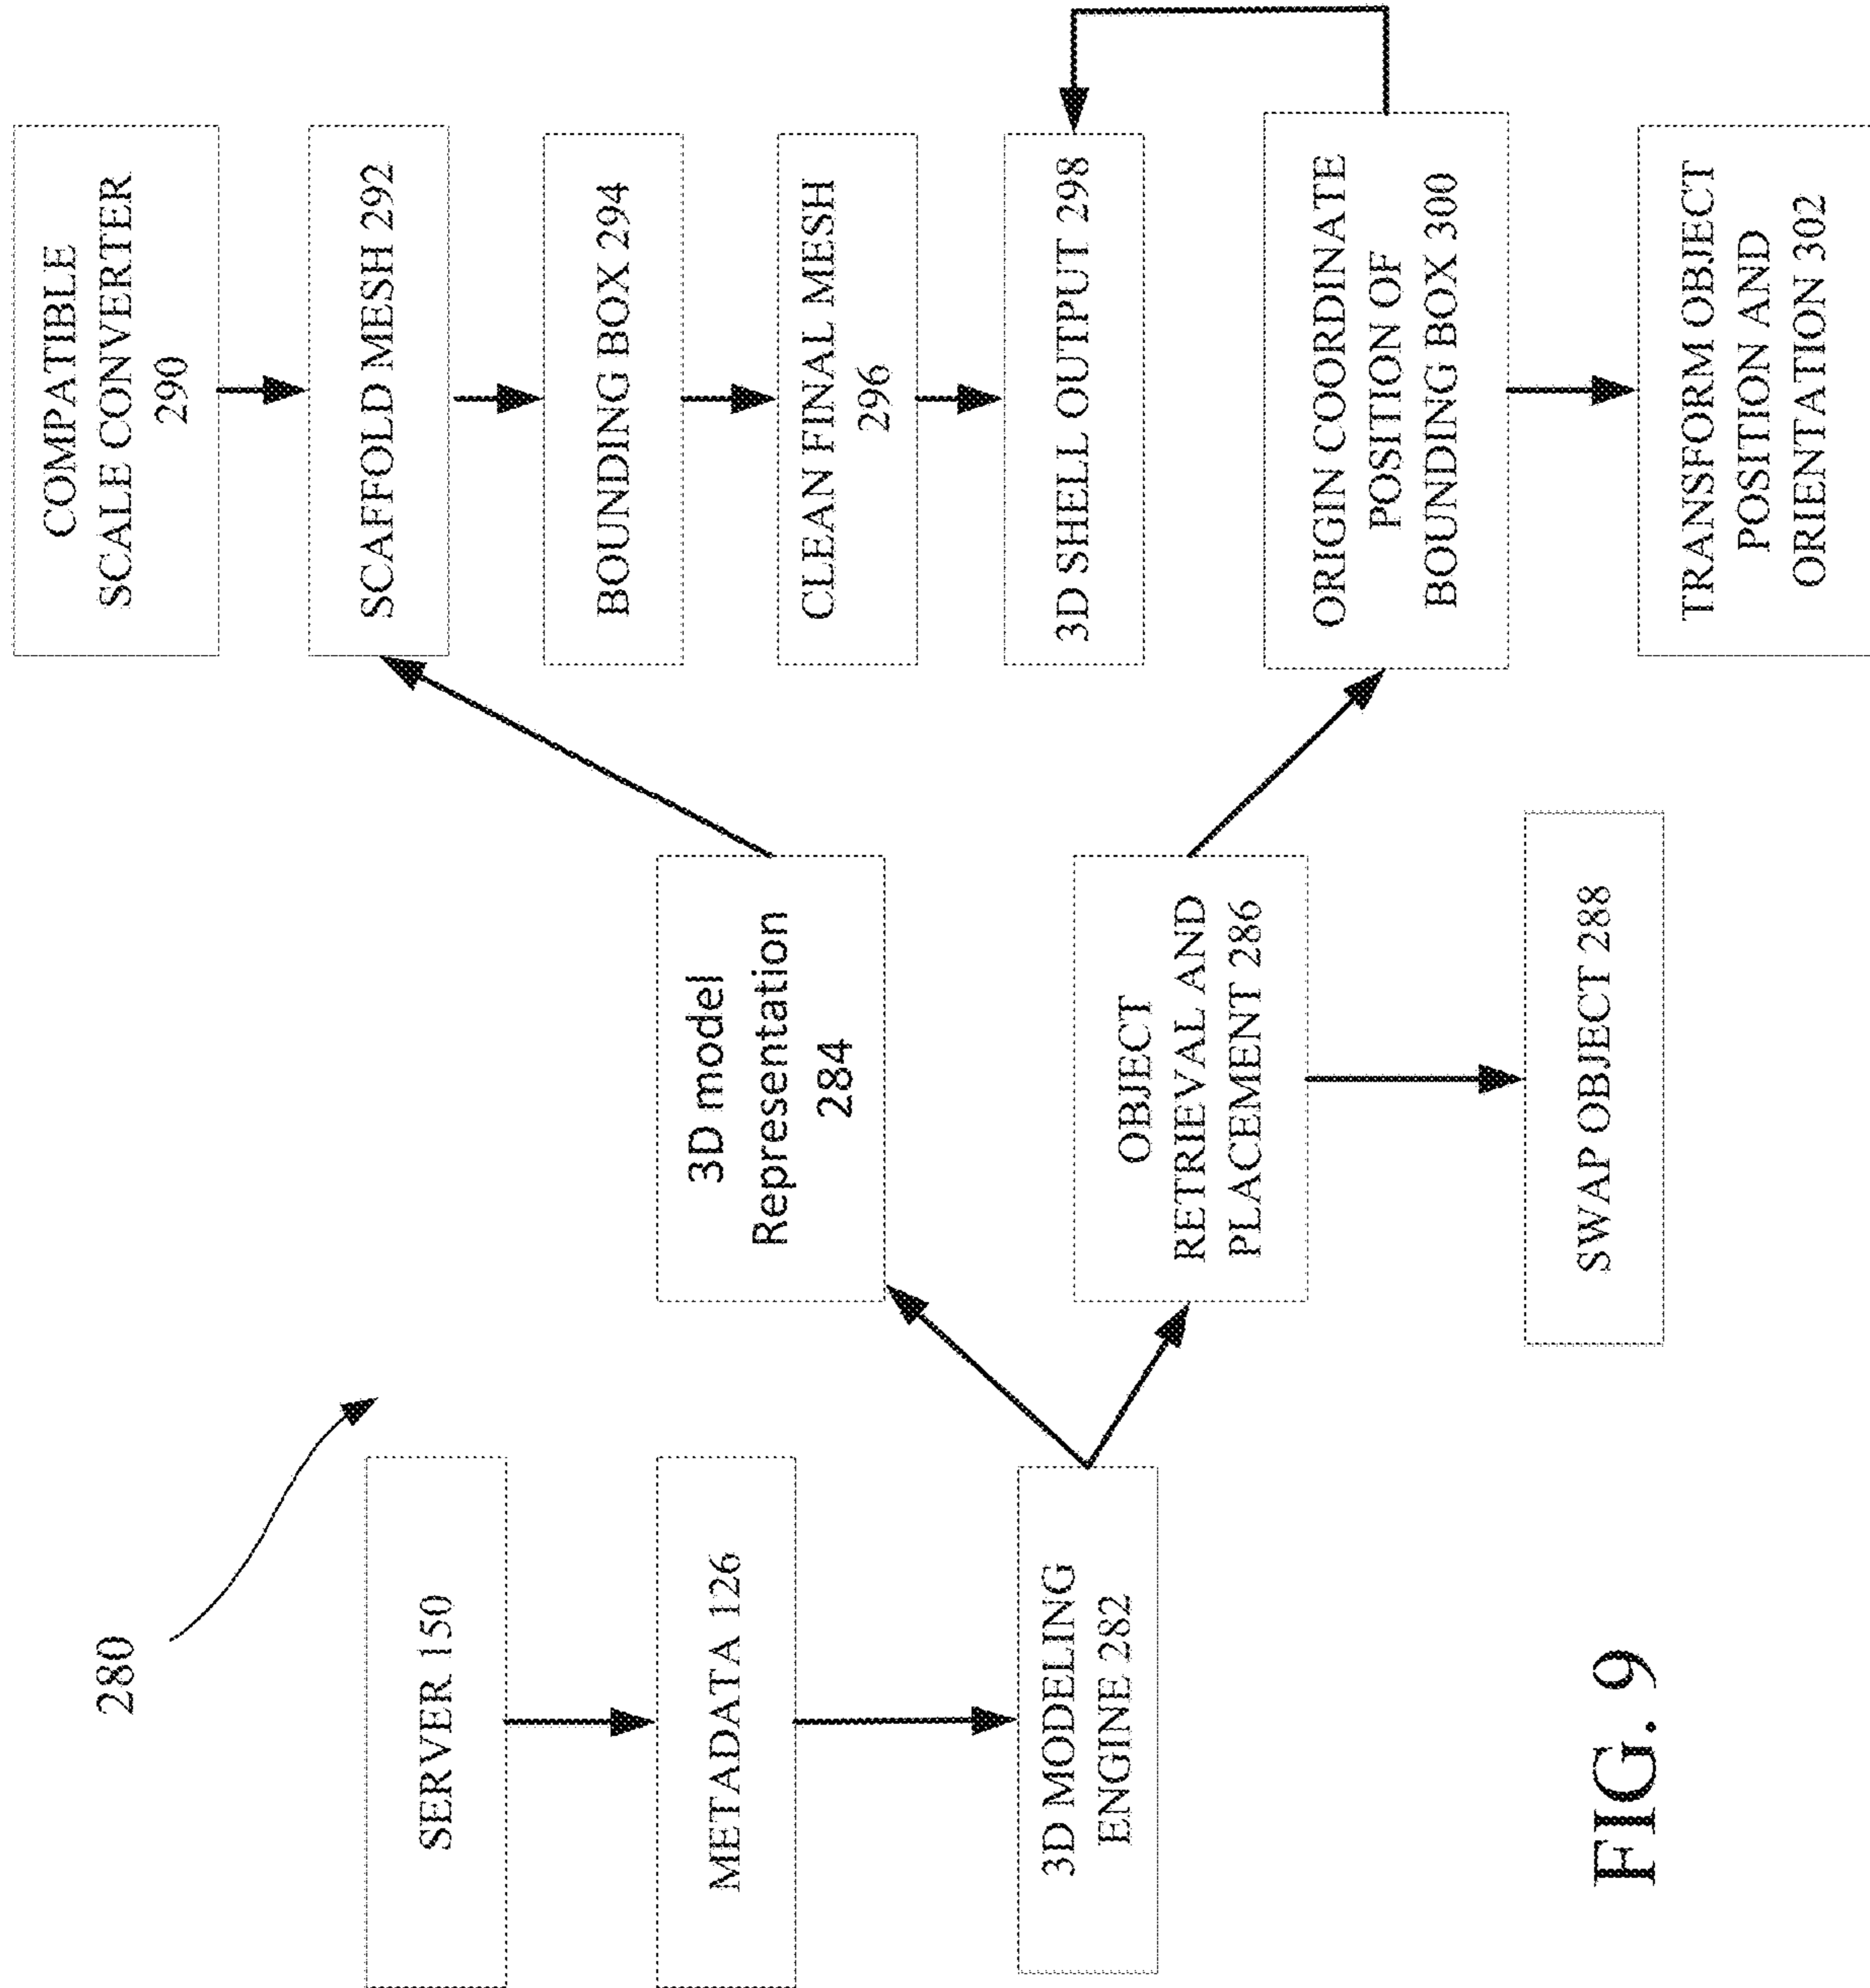 280
SERVER 150
METADATA 126
3D MODELING
ENGINE 282
3D model
Representation
284
OBJECT
RETRIEVAL AND
PLACEMENT 286
SWAP OBJECT 288
COMPATIBLE
SCALE CONVERTER
290
SCAFFOLD MESH 292
BOUNDING BOX 294
CLEAN FINAL MESH
296
3D SHELL OUTPUT 298
ORIGIN COORDINATE
POSITION OF
BOUNDING BOX 300
TRANSFORM OBJECT
POSITION AND
ORIENTATION 302
FIG. 9